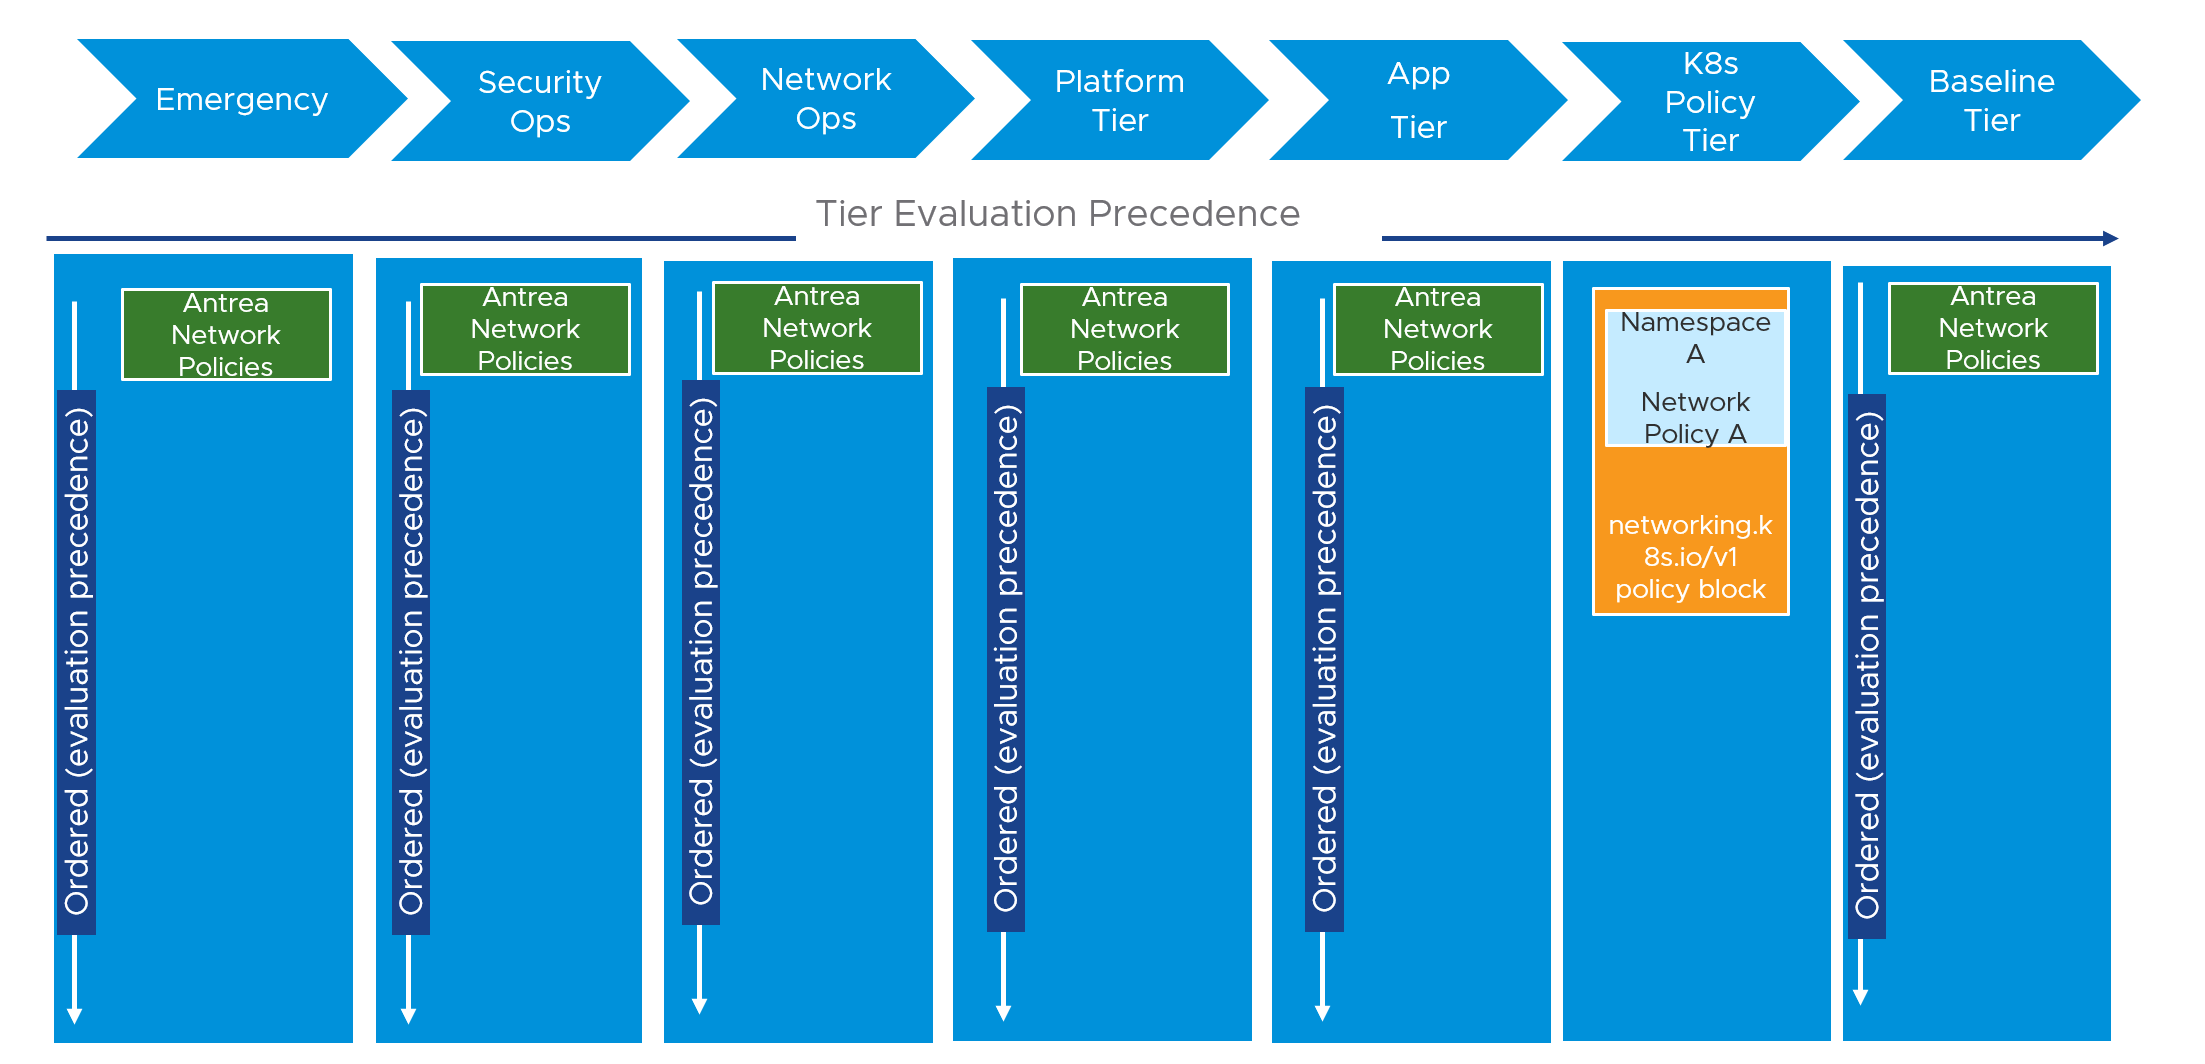 Emergency
Security
Ops
Network
Ops
Platform
Tier
App
Tier
K8s
Policy
Tier
Baseline
Tier
Tier Evaluation Precedence
Antrea
Network
Policies
Ordered (evaluation precedence)
Antrea
Network
Policies
Ordered (evaluation precedence)
Antrea
Network
Policies
Ordered (evaluation precedence)
Antrea
Network
Policies
Ordered (evaluation precedence)
Antrea
Network
Policies
Ordered (evaluation precedence)
Namespace
A
Network
Policy A
networking.k
8s.io/v1
policy block
Antrea
Network
Policies
Ordered (evaluation precedence)